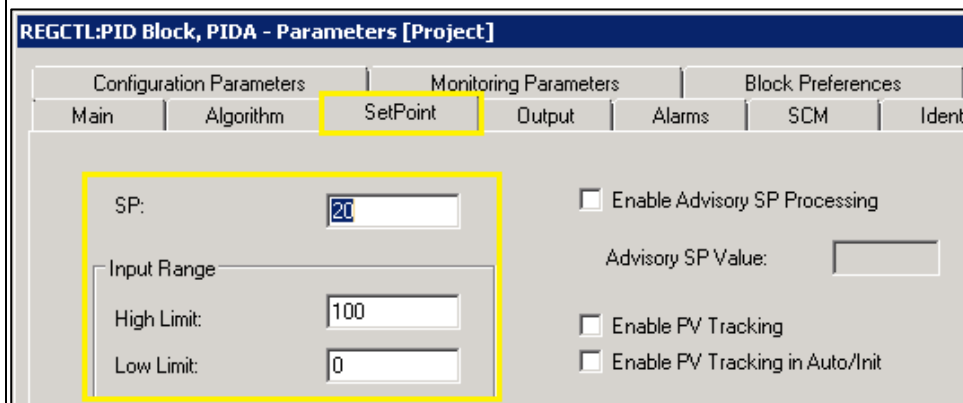 REGCTL:PID Block, PIDA - Parameters [Project]
Configuration Parameters Monitoring Parameters Block Preferences
Main Algorithm SetPoint Output Alarms SCM Ident
SP: 20 Enable Advisory SP Processing
Advisory SP Value:
Input Range
High Limit: 100 Enable PV Tracking
Low Limit: 0 Enable PV Tracking in Auto/Init